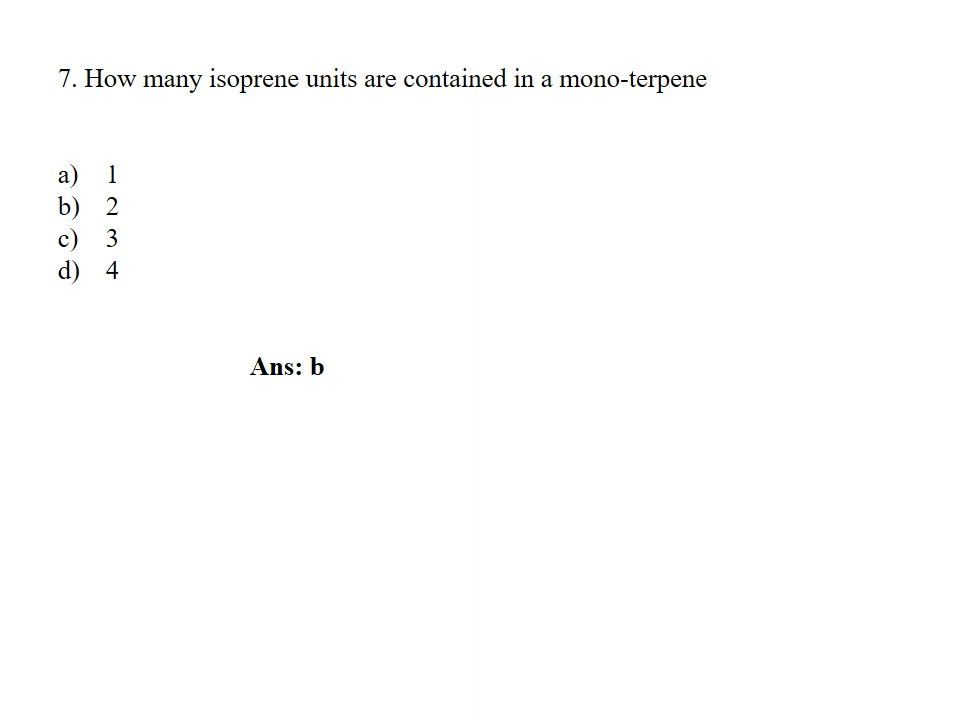 7. How many isoprene units are contained in a mono-terpene
a) 1
b) 2
c) 3
d) 4
Ans: b